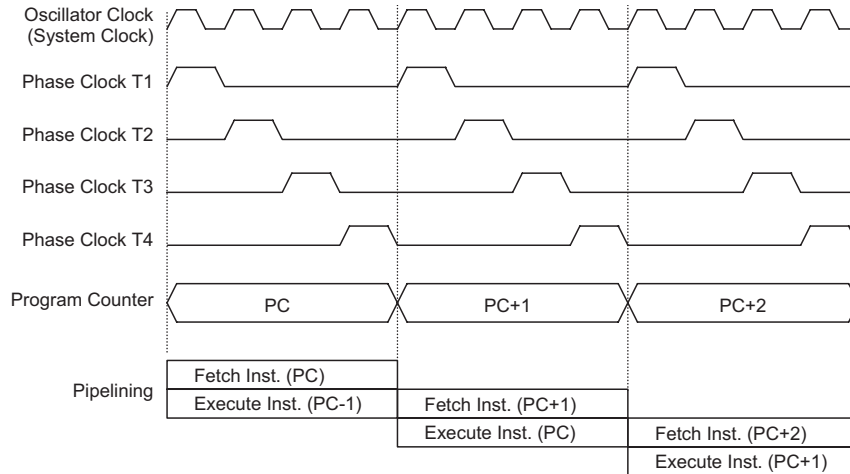 Oscillator Clock
(System Clock)
Phase Clock T1
Phase Clock T2
Phase Clock T3
Phase Clock T4
Program Counter
PC
PC+1
PC+2
Pipelining
Fetch Inst. (PC)
Execute Inst. (PC-1)
Fetch Inst. (PC+1)
Execute Inst. (PC)
Fetch Inst. (PC+2)
Execute Inst. (PC+1)